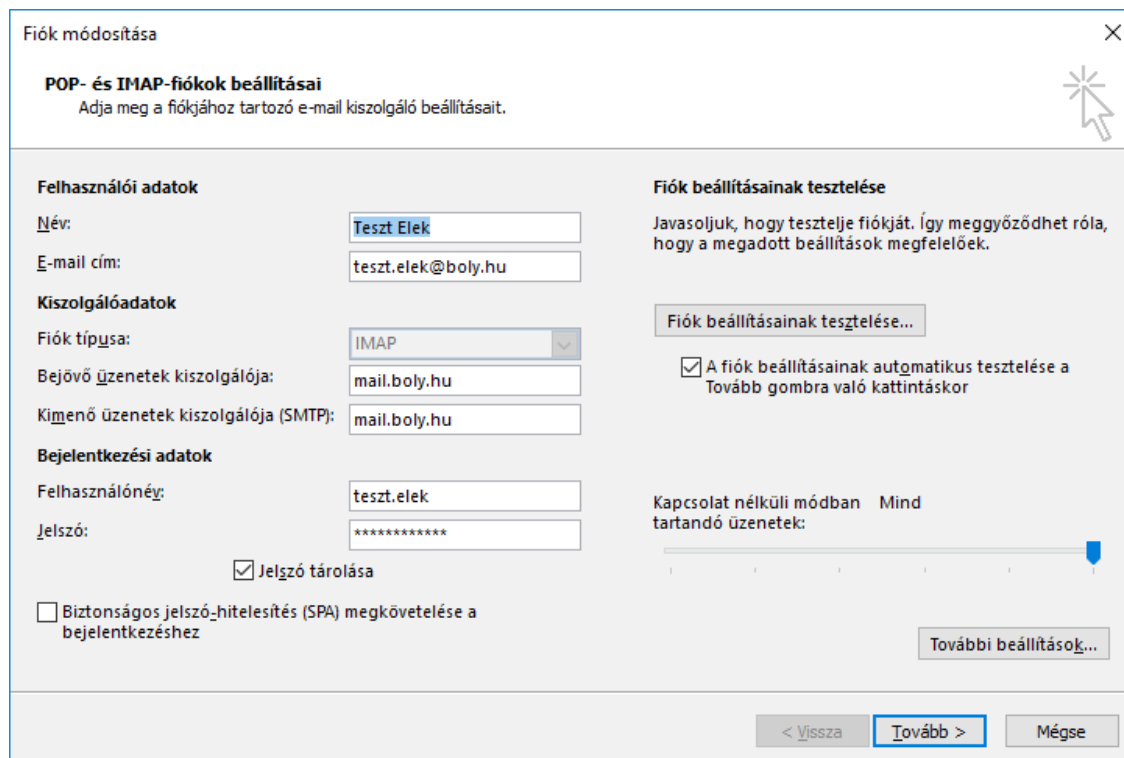 Fiók módosítása
POP- és IMAP-fiókok beállításai
Adja meg a fiókjához tartozó e-mail kiszolgáló beállításait.
Felhasználói adatok
Név:
Teszt Elek
E-mail cím:
teszt.elek@boly.hu
Kiszolgálóadatok
Fiók típusa:
IMAP
Bejövő üzenetek kiszolgálója:
mail.boly.hu
Kimenő üzenetek kiszolgálója (SMTP):
mail.boly.hu
Bejelentkezési adatok
Felhasználónév:
teszt.elek
Jelszó:
************
Jelszó tárolása
Biztonságos jelszó-hitelesítés (SPA) megkövetelése a
bejelentkezéshez
Fiók beállításainak tesztelése
Javasoljuk, hogy tesztelje fiókját. Így meggyőződhet róla,
hogy a megadott beállítások megfelelőek.
Fiók beállításainak tesztelése...
A fiók beállításainak automatikus tesztelése a
Tovább gombra való kattintáskor
Kapcsolat nélküli módban Mind
tartandó üzenetek:
További beállítások...
< Vissza
Tovább >
Mégse